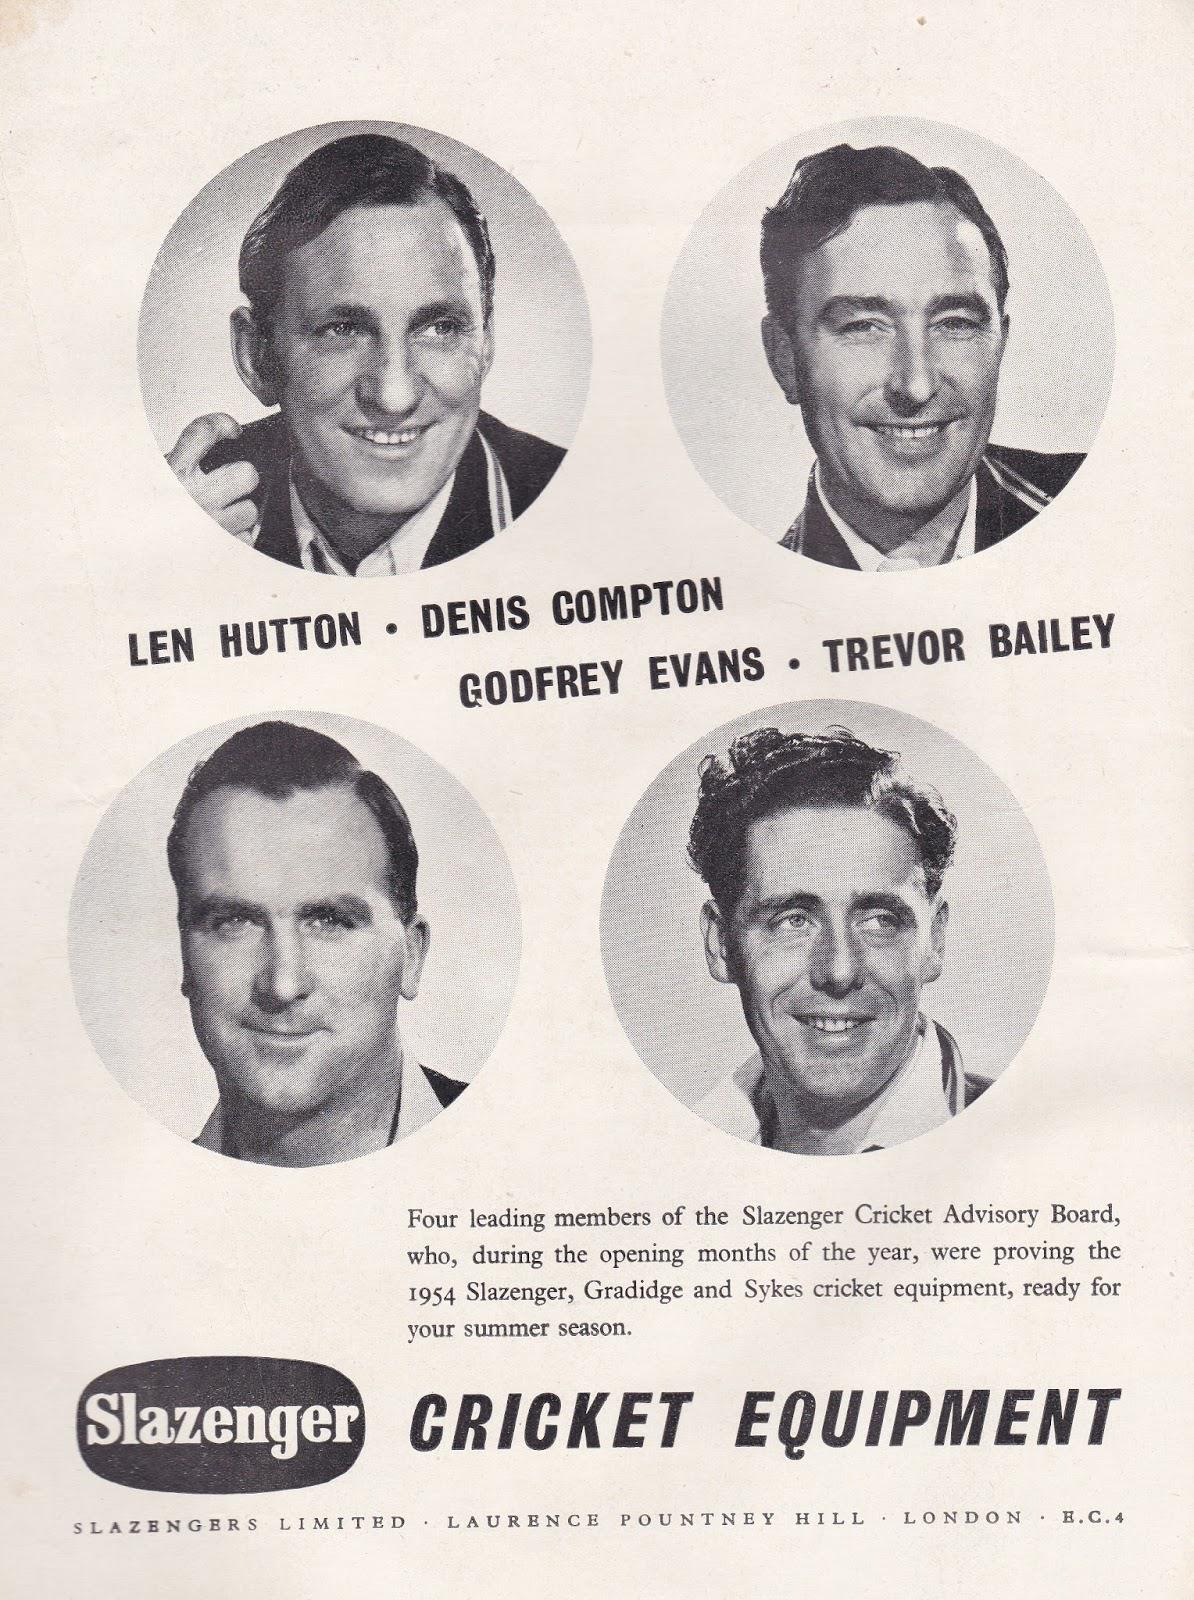 LEN HUTTON · DENIS COMPTON
GODFREY EVANS · TREVOR BAILEY
Four leading members of the Slazenger Cricket Advisory Board,
who, during the opening months of the year, were proving the
1954 Slazenger, Gradidge and Sykes cricket equipment, ready for
your summer season.
Slazenger CRICKET EQUIPMENT
SLAZENGERS LIMITED · LAURENCE POUNTNEY HILL · LONDON · E.C.4